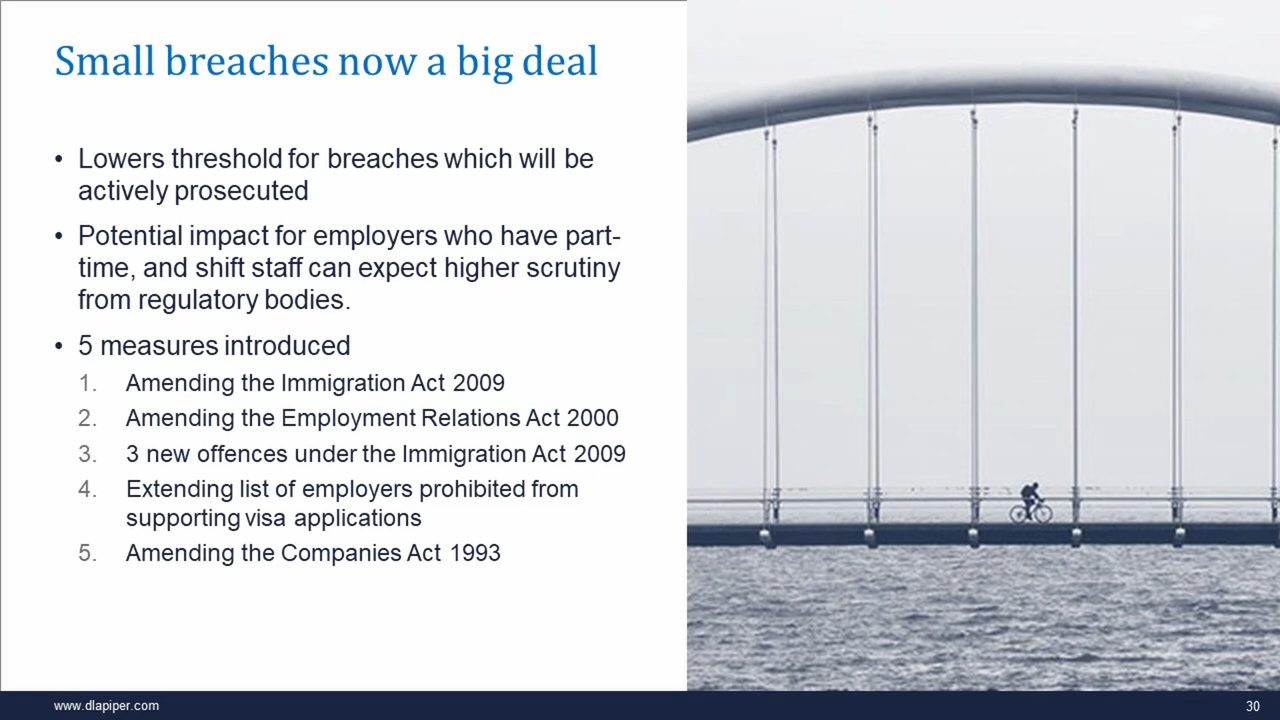 Small breaches now a big deal
• Lowers threshold for breaches which will be
actively prosecuted
• Potential impact for employers who have part-
time, and shift staff can expect higher scrutiny
from regulatory bodies.
• 5 measures introduced
1. Amending the Immigration Act 2009
2. Amending the Employment Relations Act 2000
3. 3 new offences under the Immigration Act 2009
4. Extending list of employers prohibited from
supporting visa applications
5. Amending the Companies Act 1993
www.dlapiper.com
30